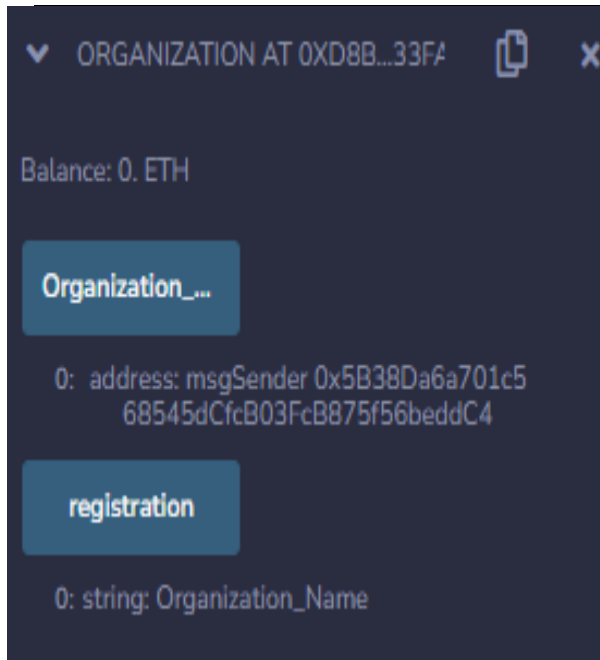 ORGANIZATION AT 0XD8B...33FA
Balance: 0. ETH
Organization_...
0: address: msgSender 0x5B38Da6a701c5
68545dCfcB03FcB875f56beddC4
registration
0: string: Organization_Name